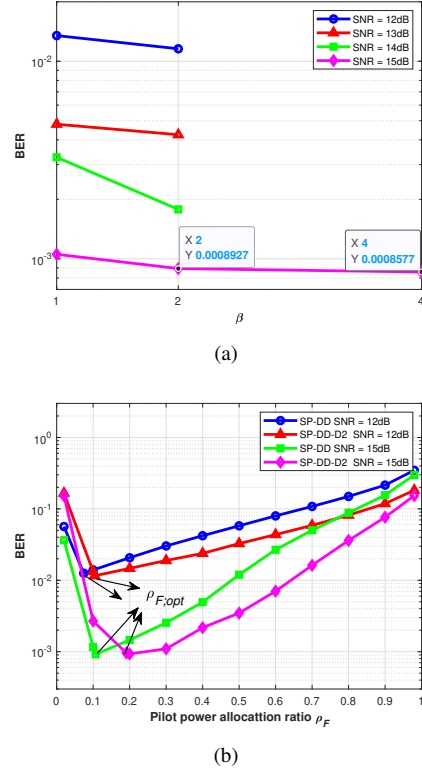 SNR = 12dB
SNR = 13dB
SNR = 14dB
SNR = 15dB
10^-2
10^-3
BER
X 2
Y 0.0008927
X 4
Y 0.0008577
1 2 4
β
(a)
SP-DD SNR = 12dB
SP-DD-D2 SNR = 12dB
SP-DD SNR = 15dB
SP-DD-D2 SNR = 15dB
10^0
10^-1
10^-2
10^-3
BER
ρ_F;opt
0 0.1 0.2 0.3 0.4 0.5 0.6 0.7 0.8 0.9 1
Pilot power allocattion ratio ρ_F
(b)